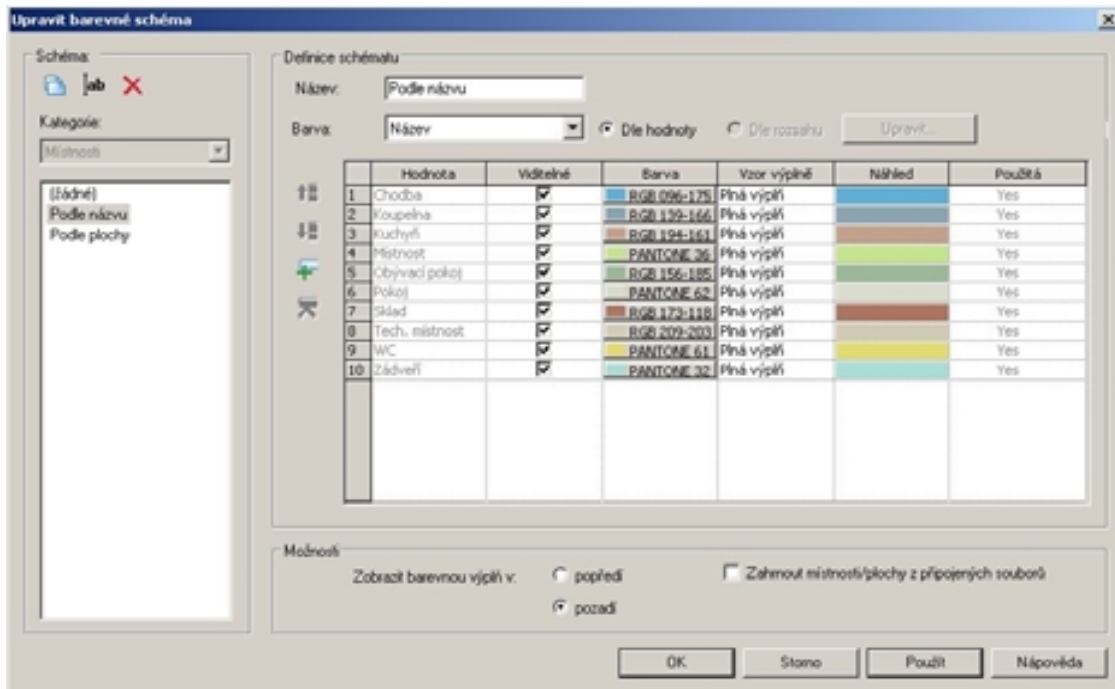 Upravit barevné schéma
Schéma:
ab
Kategorie:
Místnosti
(žádné)
Podle názvu
Podle plochy
Definice schématu
Název: Podle názvu
Barva: Název Dle hodnoty Dle rozsahu Upravit...
Hodnota Viditelné Barva Vzor výplně Náhled Použitá
1 Chodba RGB 096-175 Plná výplň Yes
2 Koupelna RGB 139-166 Plná výplň Yes
3 Kuchyň RGB 194-161 Plná výplň Yes
4 Místnost PANTONE 36 Plná výplň Yes
5 Obývací pokoj RGB 156-185 Plná výplň Yes
6 Pokoj PANTONE 62 Plná výplň Yes
7 Sklad RGB 173-118 Plná výplň Yes
8 Tech. místnost RGB 209-203 Plná výplň Yes
9 WC PANTONE 61 Plná výplň Yes
10 Zádveří PANTONE 32 Plná výplň Yes
Možnosti
Zobrazit barevnou výplň v: popředí
pozadí
Zahrnout místnosti/plochy z připojených souborů
OK Storno Použít Nápověda